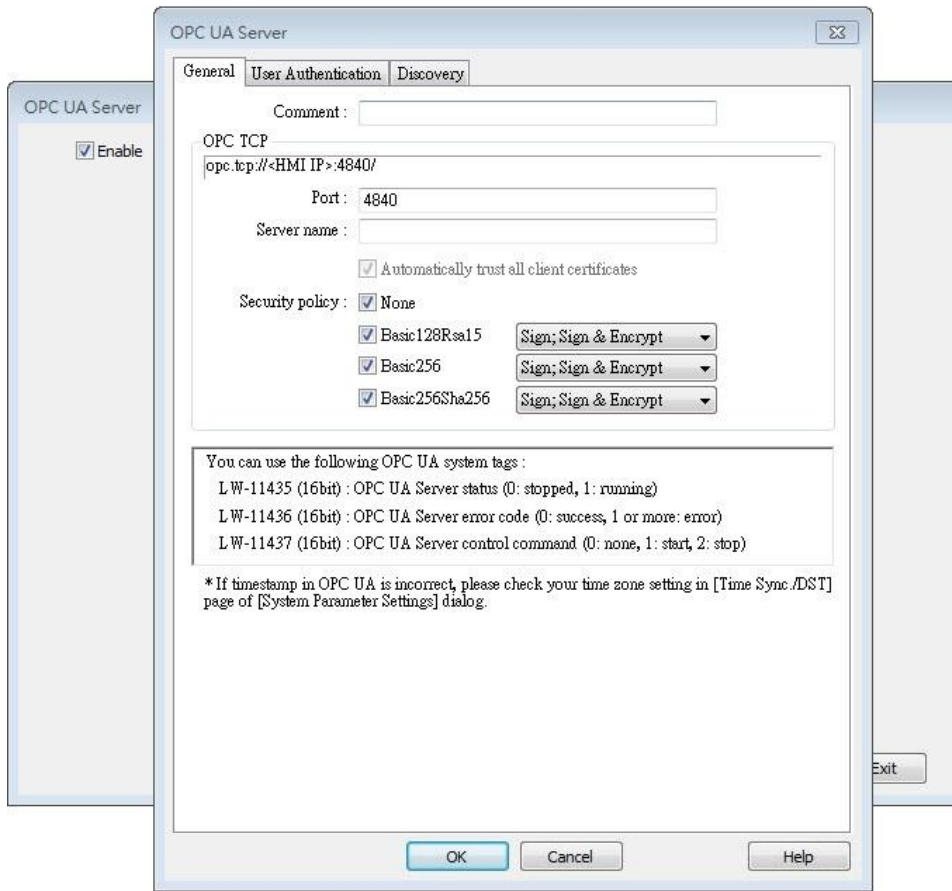 OPC UA Server
General
User Authentication
Discovery
OPC UA Server
Enable
Comment :
OPC TCP
opc.tcp://<HMI IP>:4840/
Port : 4840
Server name :
Automatically trust all client certificates
Security policy : None
Basic128Rsa15 Sign; Sign & Encrypt
Basic256 Sign; Sign & Encrypt
Basic256Sha256 Sign; Sign & Encrypt
You can use the following OPC UA system tags :
LW-11435 (16bit) : OPC UA Server status (0: stopped, 1: running)
LW-11436 (16bit) : OPC UA Server error code (0: success, 1 or more: error)
LW-11437 (16bit) : OPC UA Server control command (0: none, 1: start, 2: stop)
* If timestamp in OPC UA is incorrect, please check your time zone setting in [Time Sync./DST]
page of [System Parameter Settings] dialog.
Exit
OK
Cancel
Help